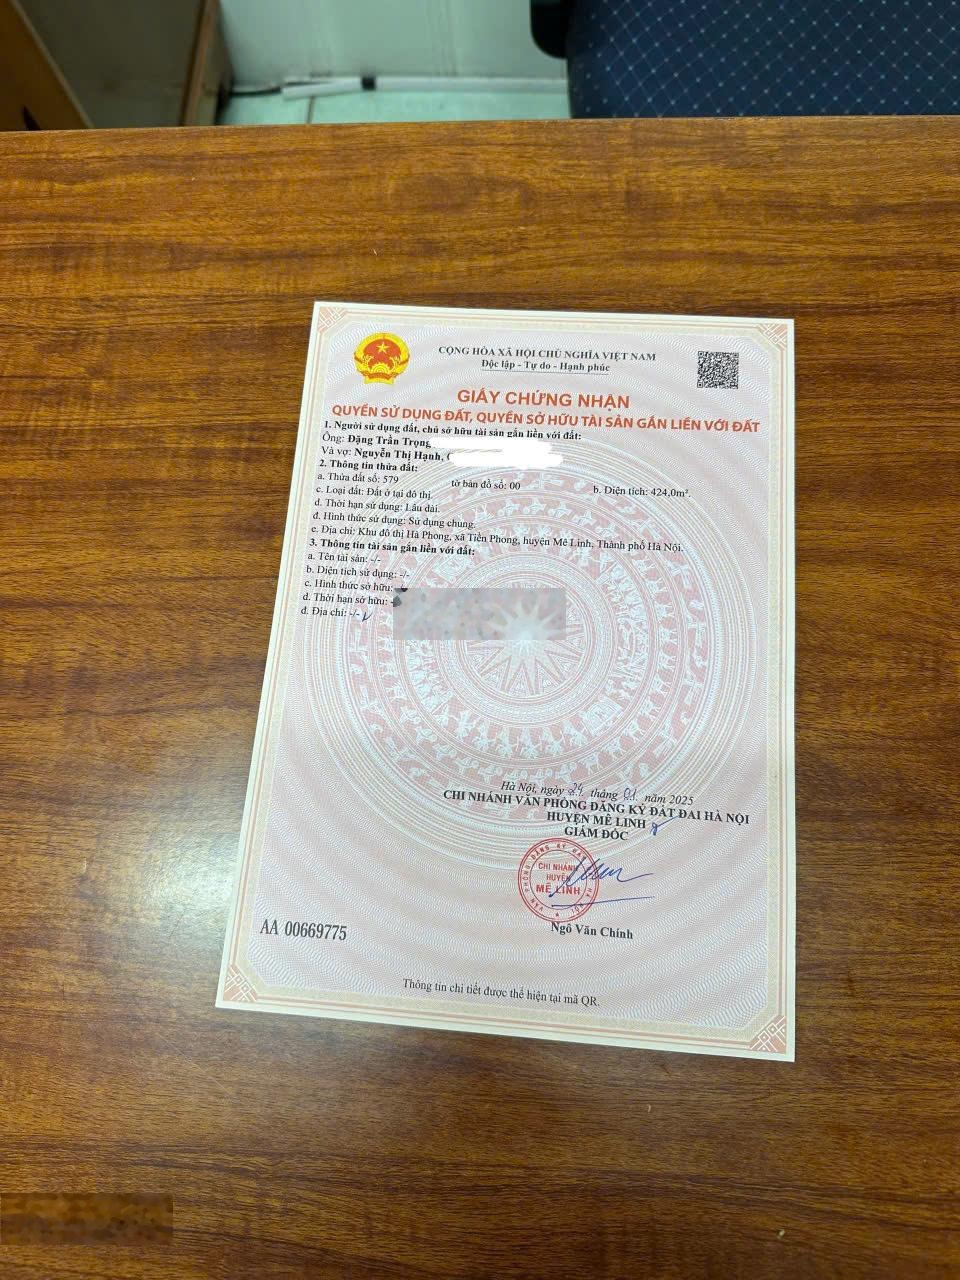 CỘNG HÒA XÃ HỘI CHỦ NGHĨA VIỆT NAM
Độc lập - Tự do - Hạnh phúc
GIẤY CHỨNG NHẬN
QUYỀN SỬ DỤNG ĐẤT, QUYỀN SỞ HỮU TÀI SẢN GẮN LIỀN VỚI ĐẤT
1. Người sử dụng đất, chủ sở hữu tài sản gắn liền với đất:
Ông: Đặng Trần Trọng
Và vợ: Nguyễn Thị Hạnh,
2. Thông tin thửa đất:
a. Thửa đất số: 579 tờ bản đồ số: 00 b. Diện tích: 424,0m².
c. Loại đất: Đất ở tại đô thị.
d. Thời hạn sử dụng: Lâu dài.
đ. Hình thức sử dụng: Sử dụng chung.
e. Địa chỉ: Khu đô thị Hà Phong, xã Tiền Phong, huyện Mê Linh, Thành phố Hà Nội.
3. Thông tin tài sản gắn liền với đất:
a. Tên tài sản: -/-
b. Diện tích sử dụng: -/-
c. Hình thức sở hữu:
d. Thời hạn sở hữu:
đ. Địa chỉ: -/-
Hà Nội, ngày 24 tháng 01 năm 2025
CHI NHÁNH VĂN PHÒNG ĐĂNG KÝ ĐẤT ĐAI HÀ NỘI
HUYỆN MÊ LINH
GIÁM ĐỐC
CHI NHÁNH
HUYỆN
MÊ LINH
Ngô Văn Chính
AA 00669775
Thông tin chi tiết được thể hiện tại mã QR.